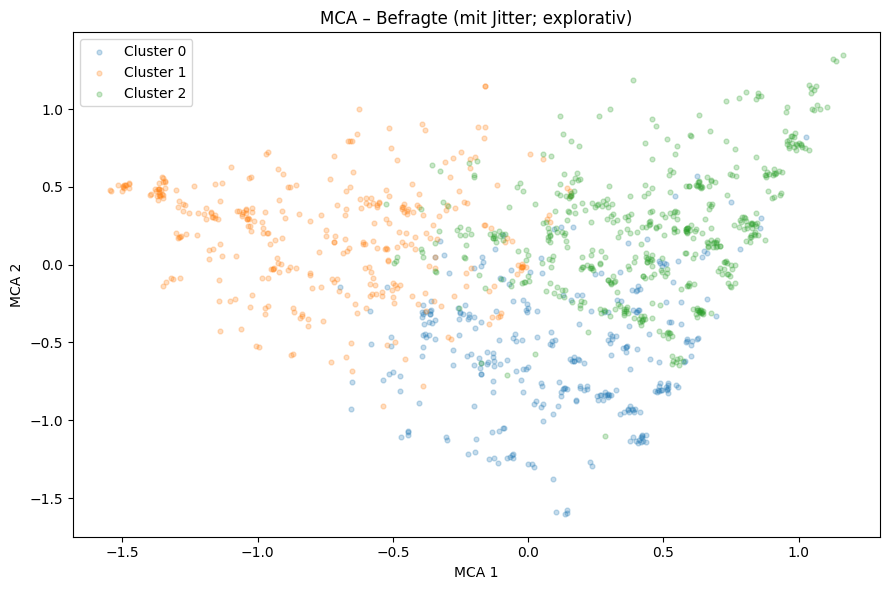 MCA – Befragte (mit Jitter; explorativ)
Cluster 0
Cluster 1
Cluster 2
MCA 2
1.0
0.5
0.0
−0.5
−1.0
−1.5
−1.5
−1.0
−0.5
0.0
0.5
1.0
MCA 1